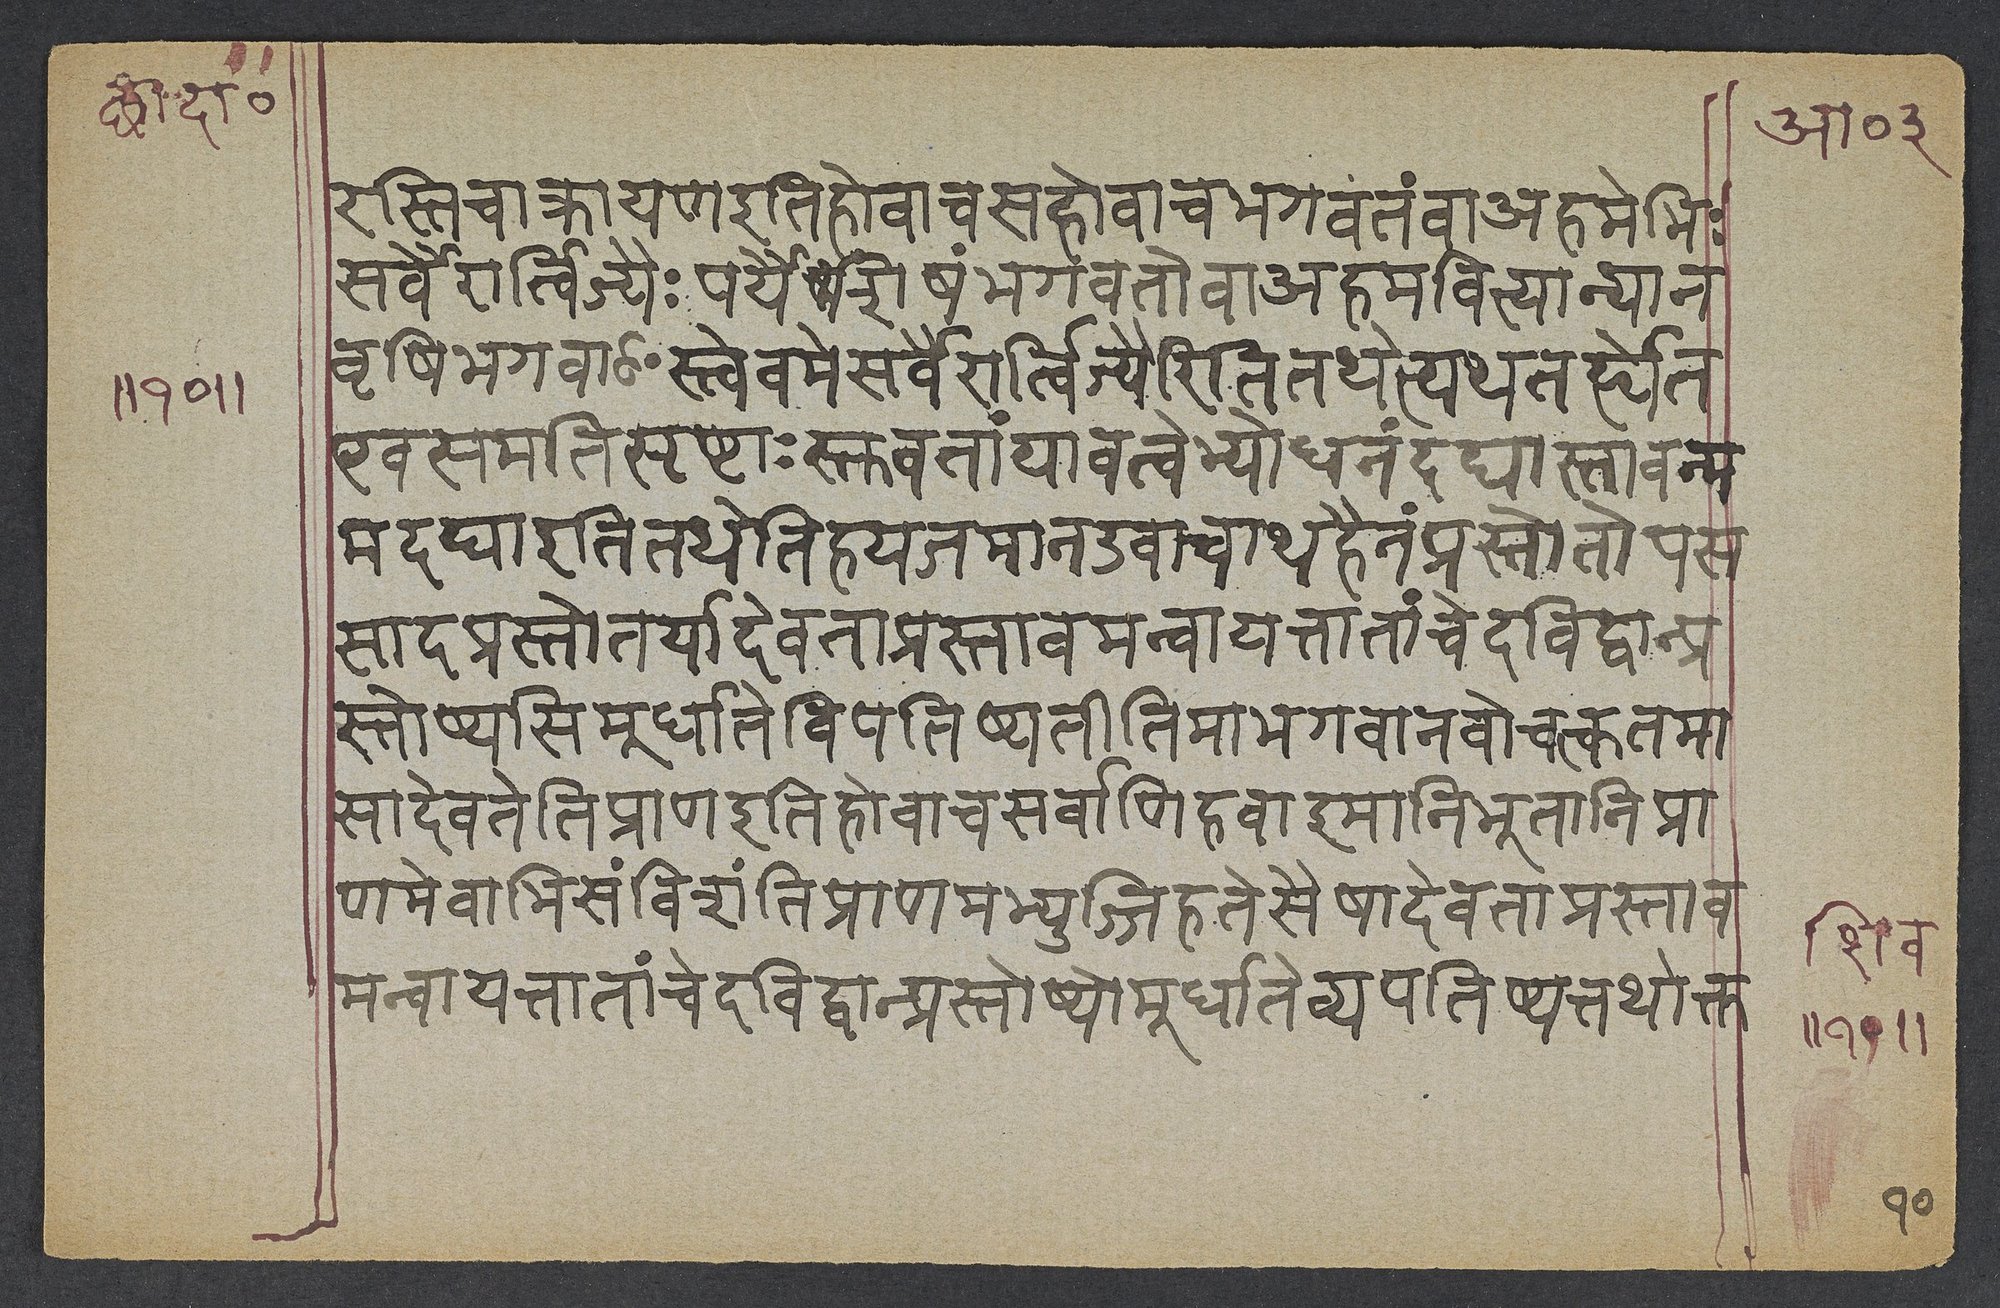 छांदो०
आ०३
रस्तिचाक्रायणइतिहोवाचसहोवाचभगवंतंवाअहमेभिः
सर्वैरार्त्विज्यैः पर्यैषिशिषंभगवतोवाअहमवित्यान्यान
वृषिभगवाꣳस्त्वेवमेसर्वैरार्त्विज्यैरितितथेत्यथतर्ह्येत
॥१०॥
एवसमतिसृष्टाःस्तुवतांयावत्वेभ्योधनंदद्यास्तावन्म
मदद्याइतितथेतिहयजमानउवाचाथहैनंप्रस्तोतोपस
सादप्रस्तोतर्यादेवताप्रस्तावमन्वायत्तातांचेदविद्वान्प्र
स्तोष्यसिमूर्धातेविपतिष्यतीतिमाभगवानवोचत्कतमा
सादेवतेतिप्राणइतिहोवाचसर्वाणिहवाइमानिभूतानिप्रा
णमेवाभिसंविशंतिप्राणमभ्युज्जिहतेसैषादेवताप्रस्ताव
शिव
मन्वायत्तातांचेदविद्वान्प्रस्तोष्योमूर्धातेव्यपतिष्यत्तथोक्त
॥१०॥
१०